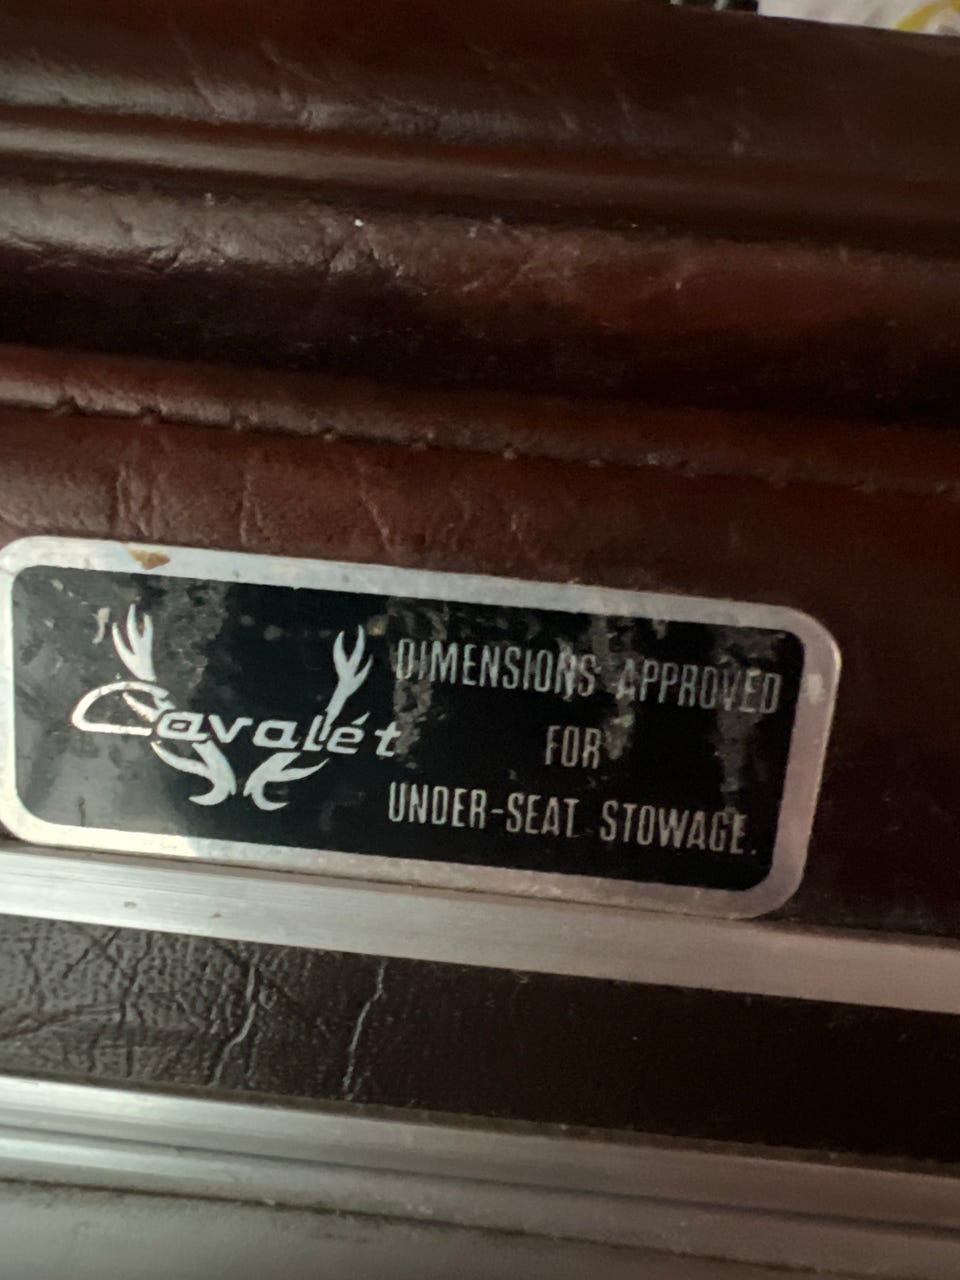 Cavalét
DIMENSIONS APPROVED
FOR
UNDER-SEAT STOWAGE.